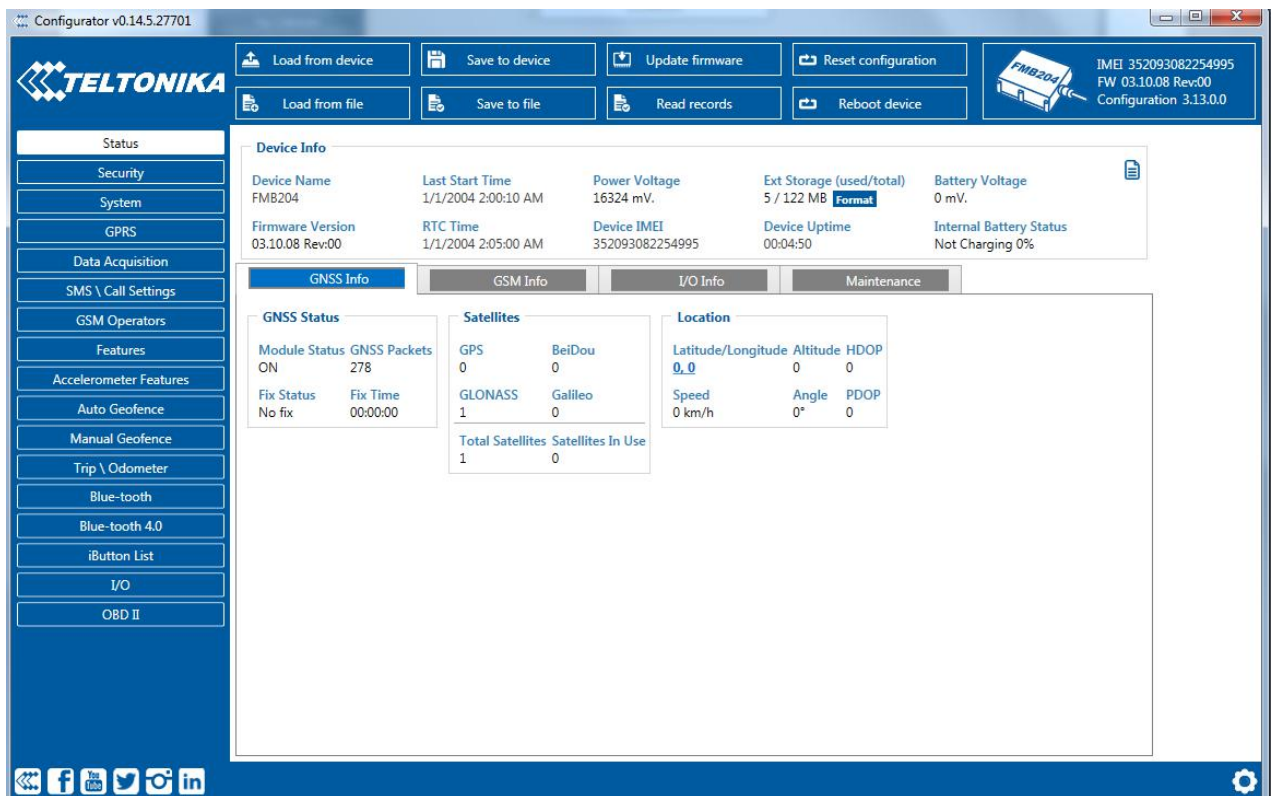 Configurator v0.14.5.27701
TELTONIKA
Load from device
Save to device
Update firmware
Reset configuration
Load from file
Save to file
Read records
Reboot device
FMB204
IMEI 352093082254995
FW 03.10.08 Rev:00
Configuration 3.13.0.0
Status
Security
System
GPRS
Data Acquisition
SMS \ Call Settings
GSM Operators
Features
Accelerometer Features
Auto Geofence
Manual Geofence
Trip \ Odometer
Blue-tooth
Blue-tooth 4.0
iButton List
I/O
OBD II
Device Info
Device Name Last Start Time Power Voltage Ext Storage (used/total) Battery Voltage
FMB204 1/1/2004 2:00:10 AM 16324 mV. 5 / 122 MB Format 0 mV.
Firmware Version RTC Time Device IMEI Device Uptime Internal Battery Status
03.10.08 Rev:00 1/1/2004 2:05:00 AM 352093082254995 00:04:50 Not Charging 0%
GNSS Info GSM Info I/O Info Maintenance
GNSS Status
Module Status GNSS Packets
ON 278
Fix Status Fix Time
No fix 00:00:00
Satellites
GPS BeiDou
0 0
GLONASS Galileo
1 0
Total Satellites Satellites In Use
1 0
Location
Latitude/Longitude Altitude HDOP
0, 0 0 0
Speed Angle PDOP
0 km/h 0° 0
You
Tube
in